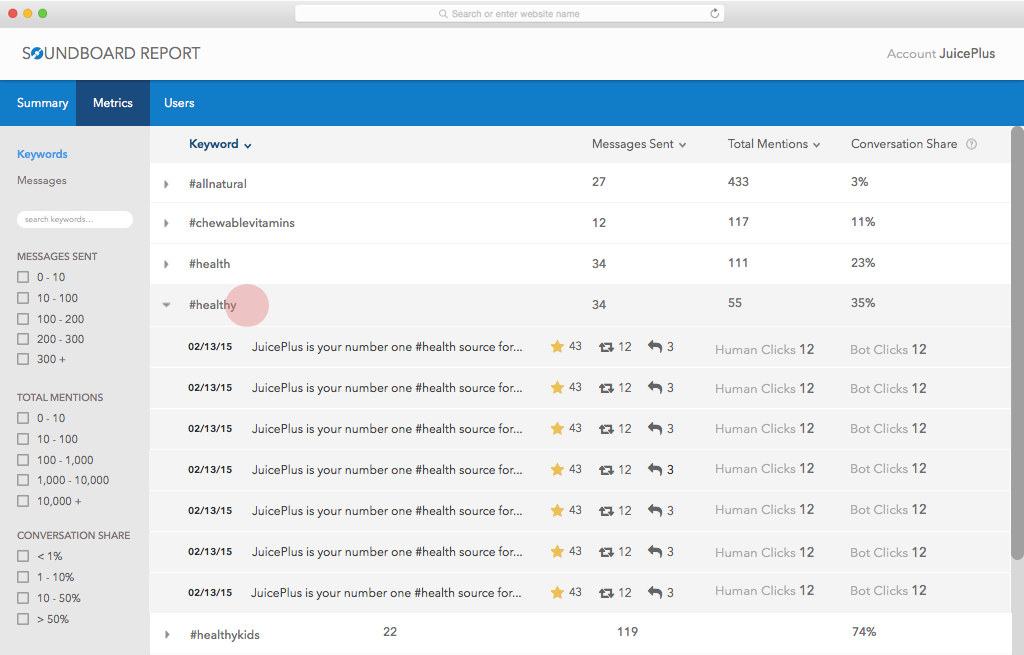 Search or enter website name
SOUNDBOARD REPORT
Account JuicePlus
Summary Metrics Users
Keywords
Messages
search keywords...
MESSAGES SENT
0 - 10
10 - 100
100 - 200
200 - 300
300 +
TOTAL MENTIONS
0 - 10
10 - 100
100 - 1,000
1,000 - 10,000
10,000 +
CONVERSATION SHARE
< 1%
1 - 10%
10 - 50%
> 50%
Keyword Messages Sent Total Mentions Conversation Share ?
#allnatural 27 433 3%
#chewablevitamins 12 117 11%
#health 34 111 23%
#healthy 34 55 35%
02/13/15 JuicePlus is your number one #health source for... 43 12 3 Human Clicks 12 Bot Clicks 12
02/13/15 JuicePlus is your number one #health source for... 43 12 3 Human Clicks 12 Bot Clicks 12
02/13/15 JuicePlus is your number one #health source for... 43 12 3 Human Clicks 12 Bot Clicks 12
02/13/15 JuicePlus is your number one #health source for... 43 12 3 Human Clicks 12 Bot Clicks 12
02/13/15 JuicePlus is your number one #health source for... 43 12 3 Human Clicks 12 Bot Clicks 12
02/13/15 JuicePlus is your number one #health source for... 43 12 3 Human Clicks 12 Bot Clicks 12
02/13/15 JuicePlus is your number one #health source for... 43 12 3 Human Clicks 12 Bot Clicks 12
#healthykids 22 119 74%